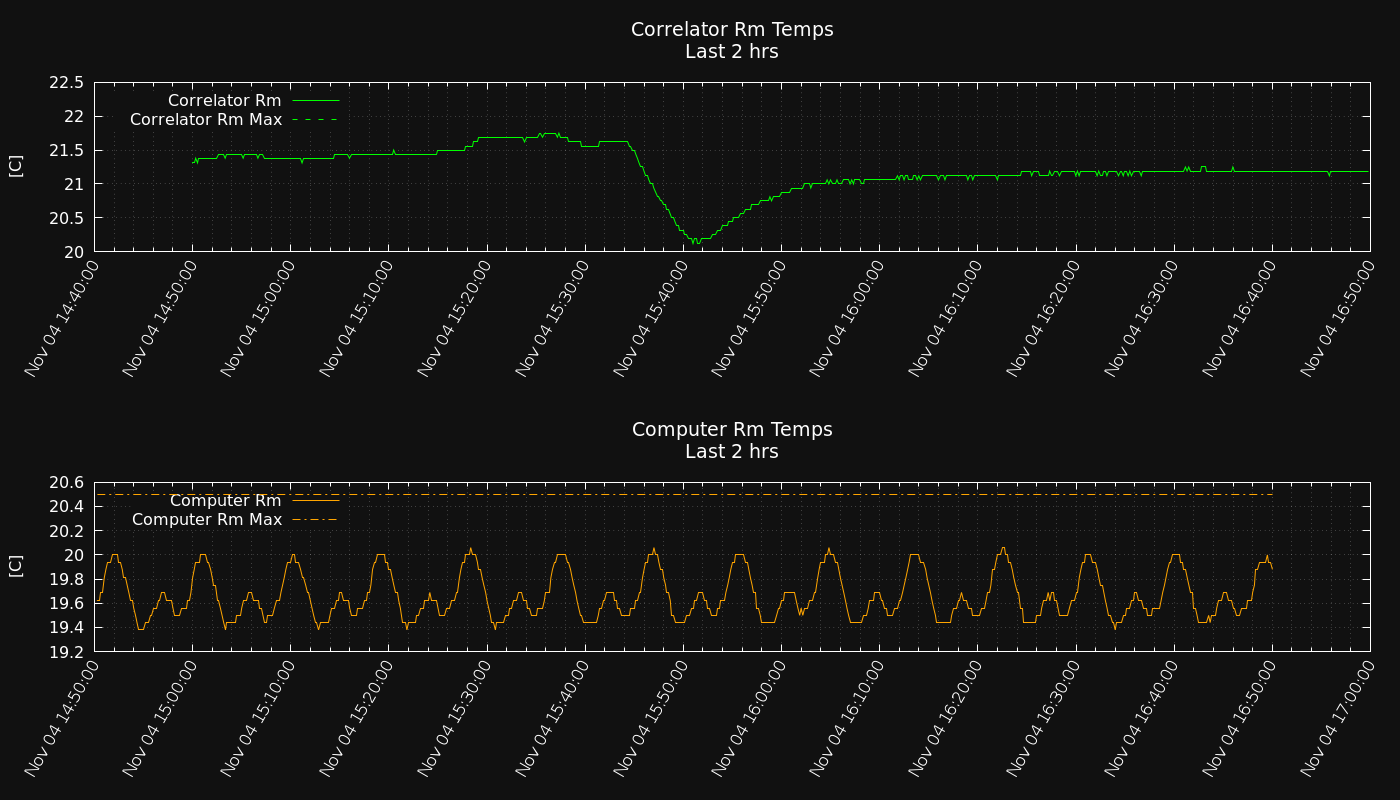 Correlator Rm Temps
Last 2 hrs
22.5
22
21.5
21
20.5
20
[C]
Correlator Rm
Correlator Rm Max
Nov 04 14:40:00
Nov 04 14:50:00
Nov 04 15:00:00
Nov 04 15:10:00
Nov 04 15:20:00
Nov 04 15:30:00
Nov 04 15:40:00
Nov 04 15:50:00
Nov 04 16:00:00
Nov 04 16:10:00
Nov 04 16:20:00
Nov 04 16:30:00
Nov 04 16:40:00
Nov 04 16:50:00
Computer Rm Temps
Last 2 hrs
20.6
20.4
20.2
20
19.8
19.6
19.4
19.2
[C]
Computer Rm
Computer Rm Max
Nov 04 14:50:00
Nov 04 15:00:00
Nov 04 15:10:00
Nov 04 15:20:00
Nov 04 15:30:00
Nov 04 15:40:00
Nov 04 15:50:00
Nov 04 16:00:00
Nov 04 16:10:00
Nov 04 16:20:00
Nov 04 16:30:00
Nov 04 16:40:00
Nov 04 16:50:00
Nov 04 17:00:00